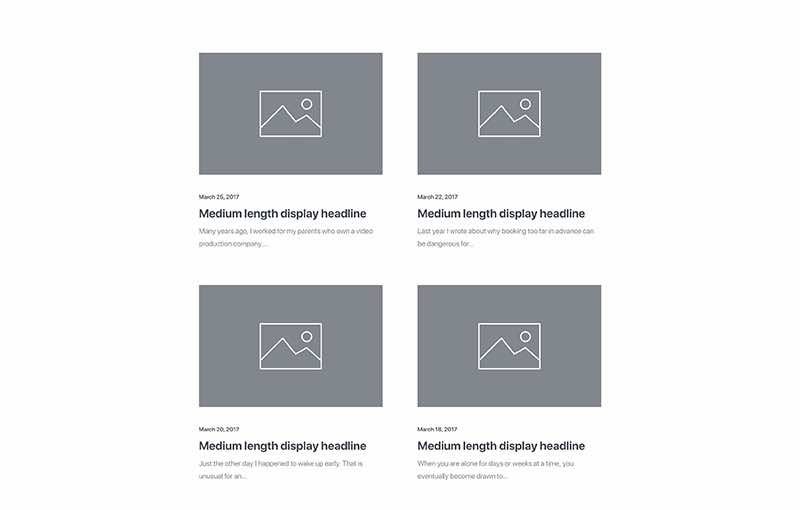 March 25, 2017
Medium length display headline
Many years ago, I worked for my parents who own a video
production company....
March 22, 2017
Medium length display headline
Last year I wrote about why booking too far in advance can
be dangerous for...
March 20, 2017
Medium length display headline
Just the other day I happened to wake up early. That is
unusual for an...
March 18, 2017
Medium length display headline
When you are alone for days or weeks at a time, you
eventually become drawn to...